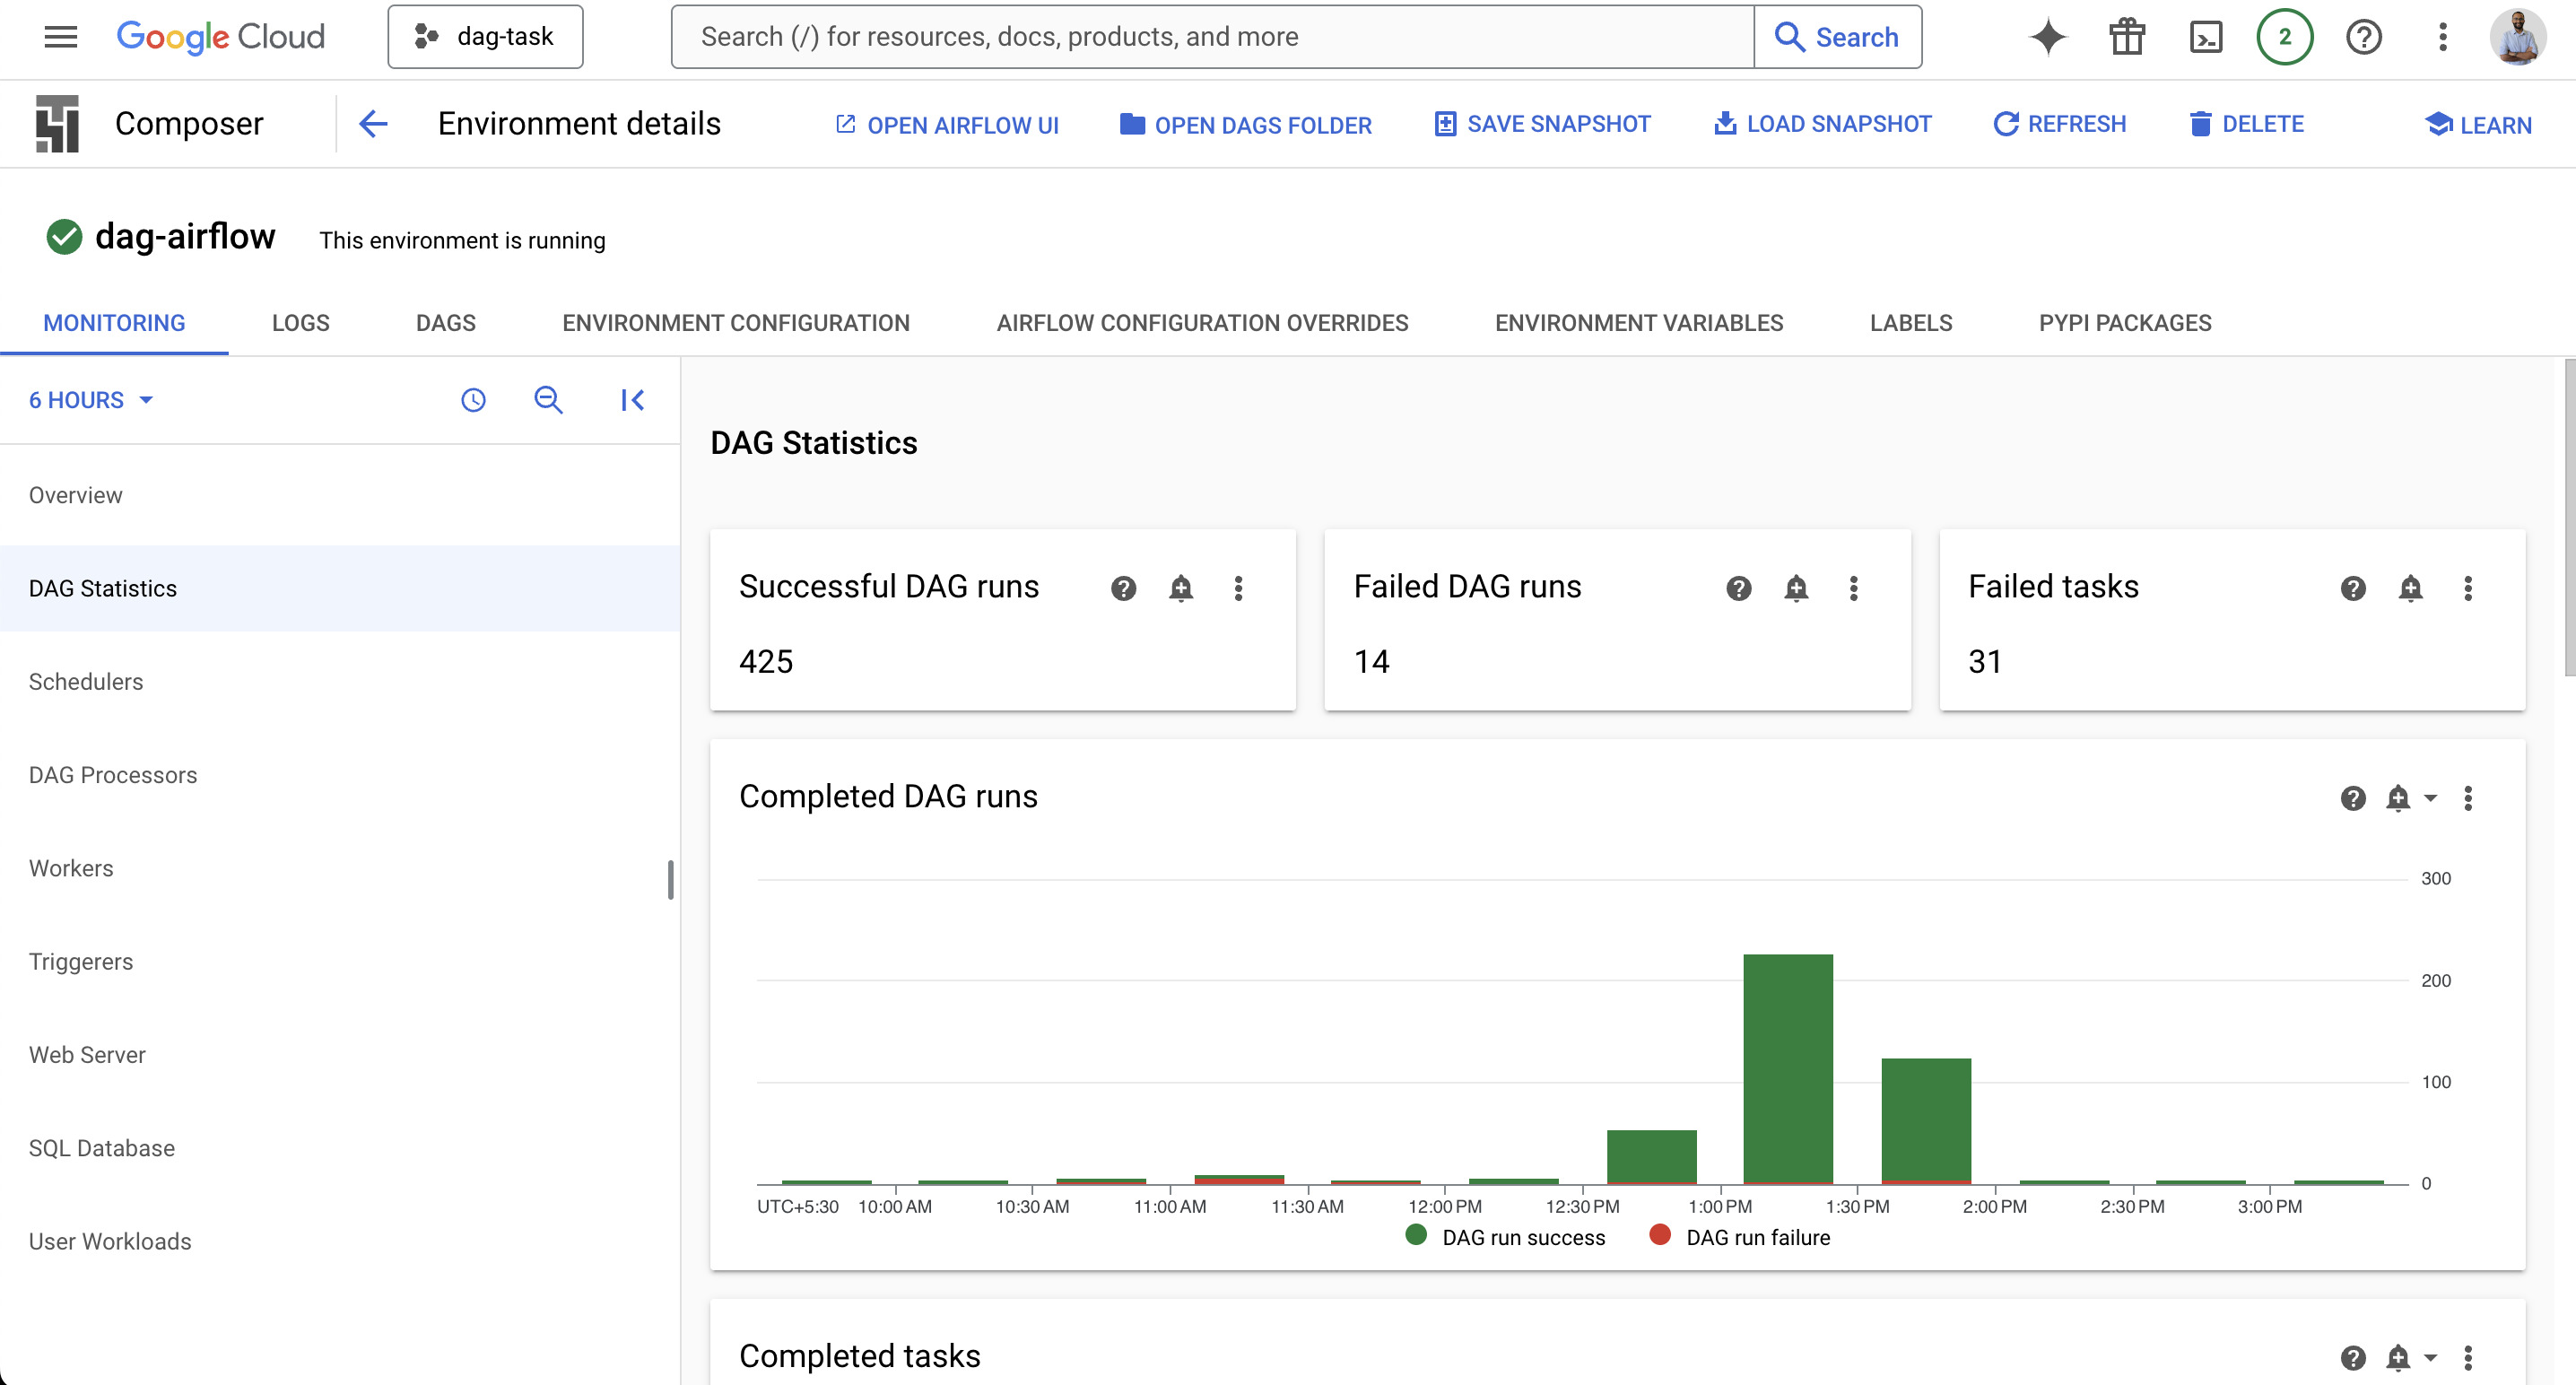 Google Cloud
dag-task
Search (/) for resources, docs, products, and more
Search
2
Composer
Environment details
OPEN AIRFLOW UI
OPEN DAGS FOLDER
SAVE SNAPSHOT
LOAD SNAPSHOT
REFRESH
DELETE
LEARN
dag-airflow
This environment is running
MONITORING
LOGS
DAGS
ENVIRONMENT CONFIGURATION
AIRFLOW CONFIGURATION OVERRIDES
ENVIRONMENT VARIABLES
LABELS
PYPI PACKAGES
6 HOURS
Overview
DAG Statistics
Schedulers
DAG Processors
Workers
Triggerers
Web Server
SQL Database
User Workloads
DAG Statistics
Successful DAG runs
425
Failed DAG runs
14
Failed tasks
31
Completed DAG runs
300
200
100
0
UTC+5:30 10:00 AM 10:30 AM 11:00 AM 11:30 AM 12:00 PM 12:30 PM 1:00 PM 1:30 PM 2:00 PM 2:30 PM 3:00 PM
DAG run success
DAG run failure
Completed tasks